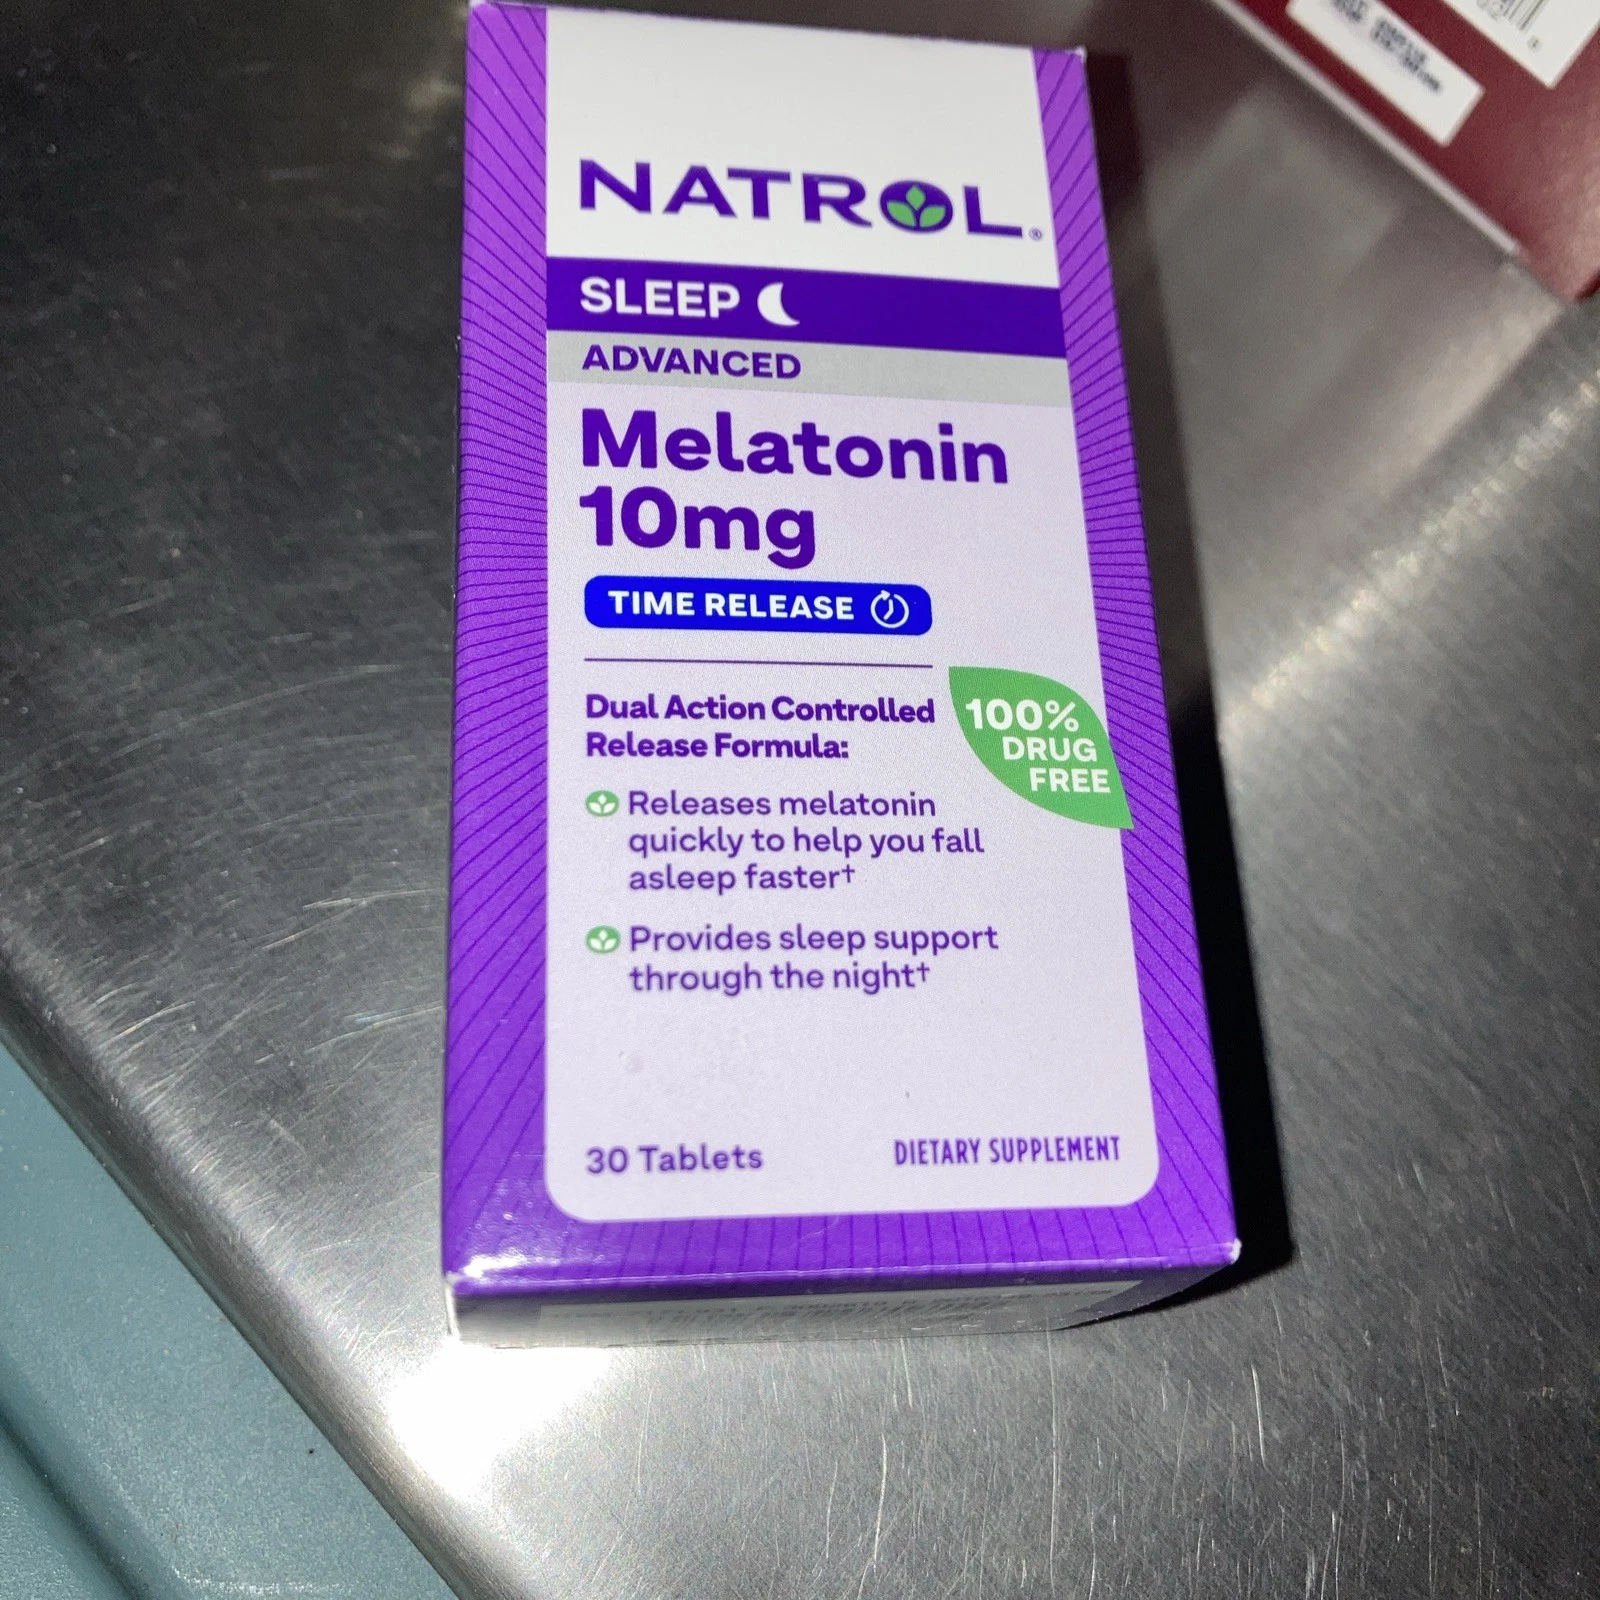 NATROL®
SLEEP
ADVANCED
Melatonin
10mg
TIME RELEASE
Dual Action Controlled
Release Formula:
100%
DRUG
FREE
Releases melatonin
quickly to help you fall
asleep faster†
Provides sleep support
through the night†
30 Tablets
DIETARY SUPPLEMENT